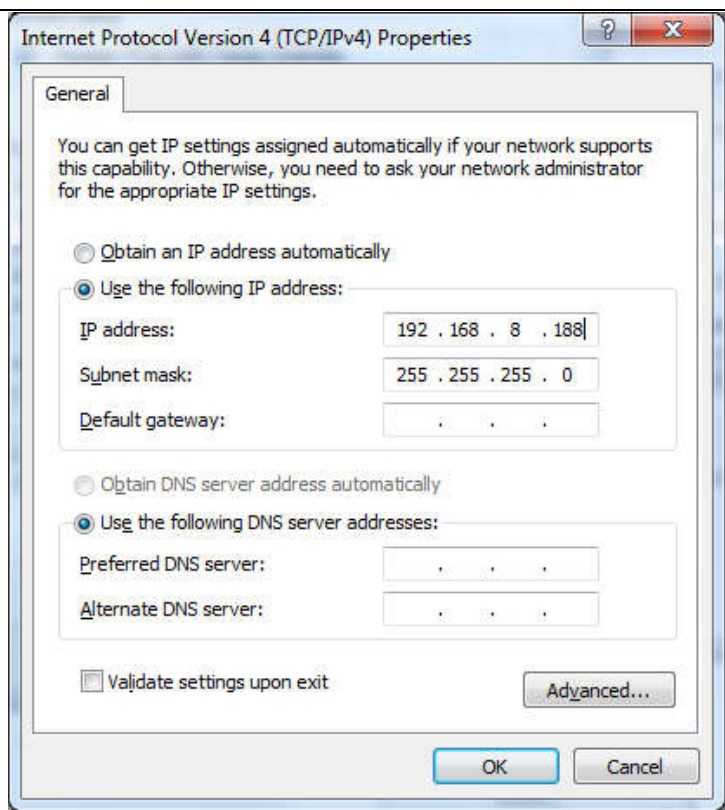 Internet Protocol Version 4 (TCP/IPv4) Properties
General
You can get IP settings assigned automatically if your network supports
this capability. Otherwise, you need to ask your network administrator
for the appropriate IP settings.
Obtain an IP address automatically
Use the following IP address:
IP address: 192 . 168 . 8 . 188
Subnet mask: 255 . 255 . 255 . 0
Default gateway: . . .
Obtain DNS server address automatically
Use the following DNS server addresses:
Preferred DNS server: . . .
Alternate DNS server: . . .
Validate settings upon exit
Advanced...
OK Cancel